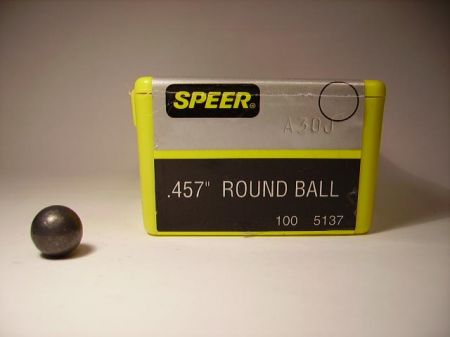 SPEER®
A30J
.457" ROUND BALL
100 5137